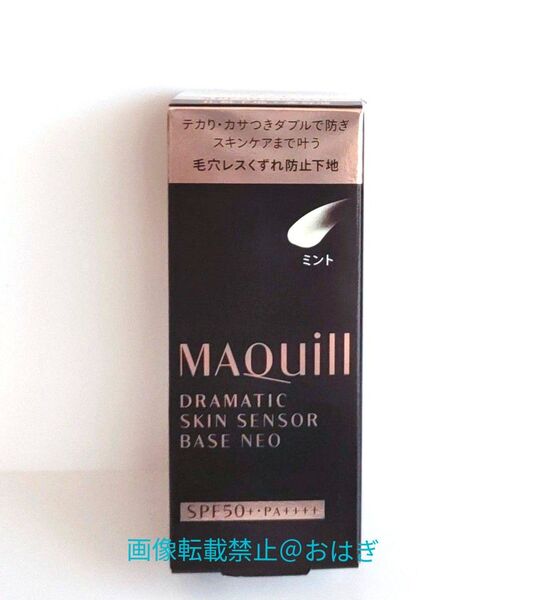 テカリ・カサつきダブルで防ぎ
スキンケアまで叶う
毛穴レスくずれ防止下地
ミント
MAQuill
DRAMATIC
SKIN SENSOR
BASE NEO
SPF50+・PA++++
画像転載禁止@おはぎ